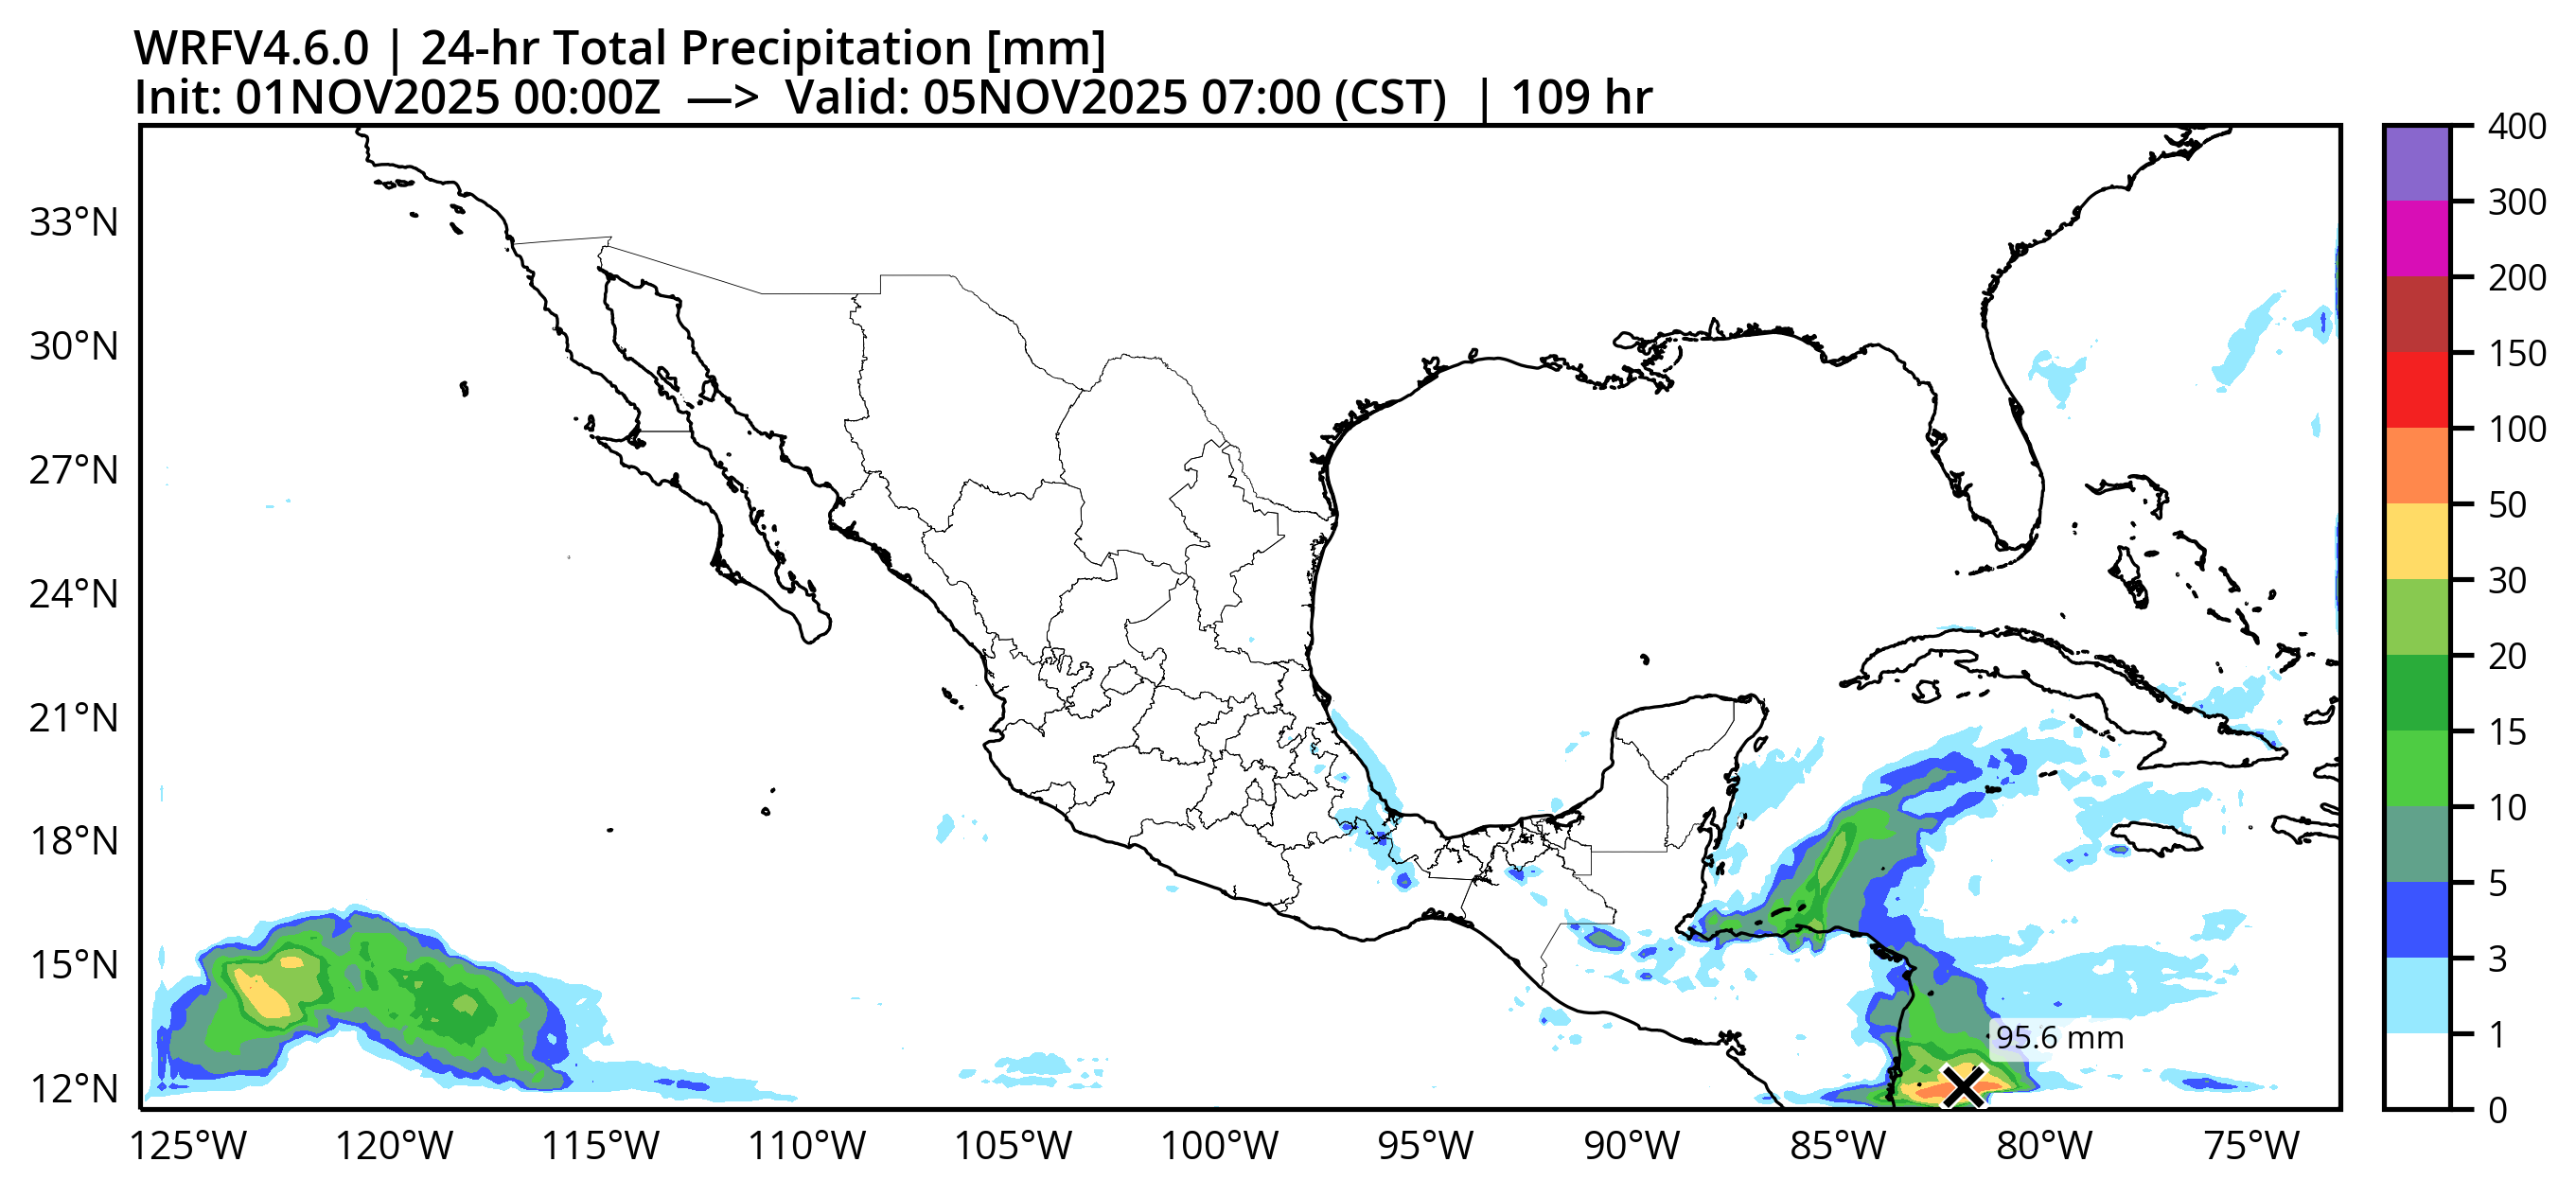 WRFV4.6.0 | 24-hr Total Precipitation [mm]
Init: 01NOV2025 00:00Z —> Valid: 05NOV2025 07:00 (CST) | 109 hr
33°N
30°N
27°N
24°N
21°N
18°N
15°N
12°N
125°W
120°W
115°W
110°W
105°W
100°W
95°W
90°W
85°W
80°W
75°W
95.6 mm
400
300
200
150
100
50
30
20
15
10
5
3
1
0